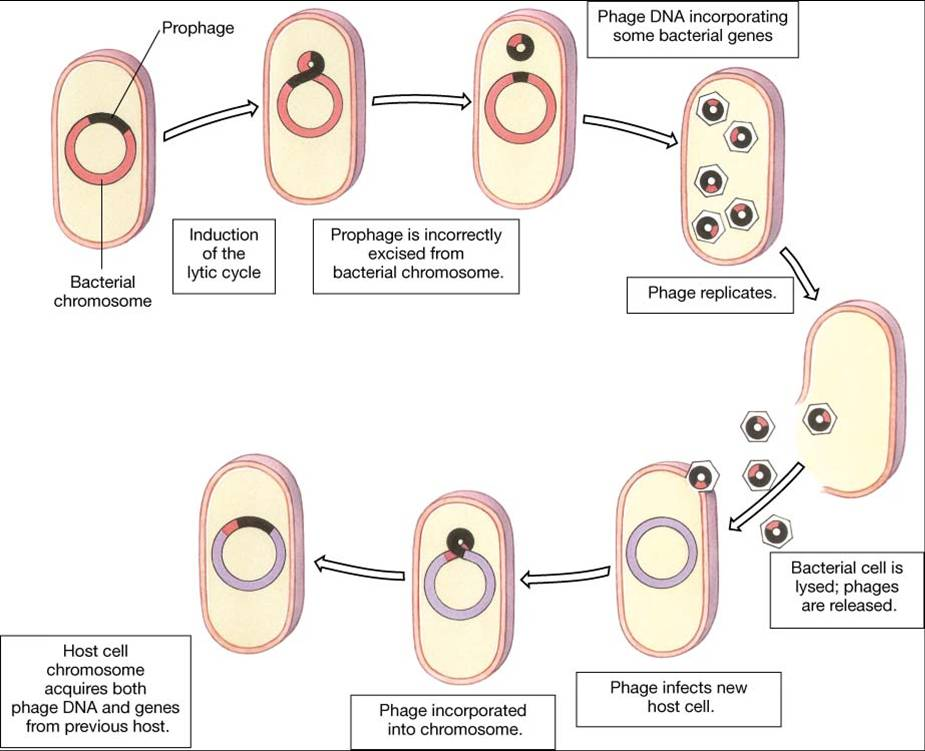 Prophage
Bacterial
chromosome
Induction
of the
lytic cycle
Prophage is incorrectly
excised from
bacterial chromosome.
Phage DNA incorporating
some bacterial genes
Phage replicates.
Bacterial cell is
lysed; phages
are released.
Phage infects new
host cell.
Phage incorporated
into chromosome.
Host cell
chromosome
acquires both
phage DNA and genes
from previous host.